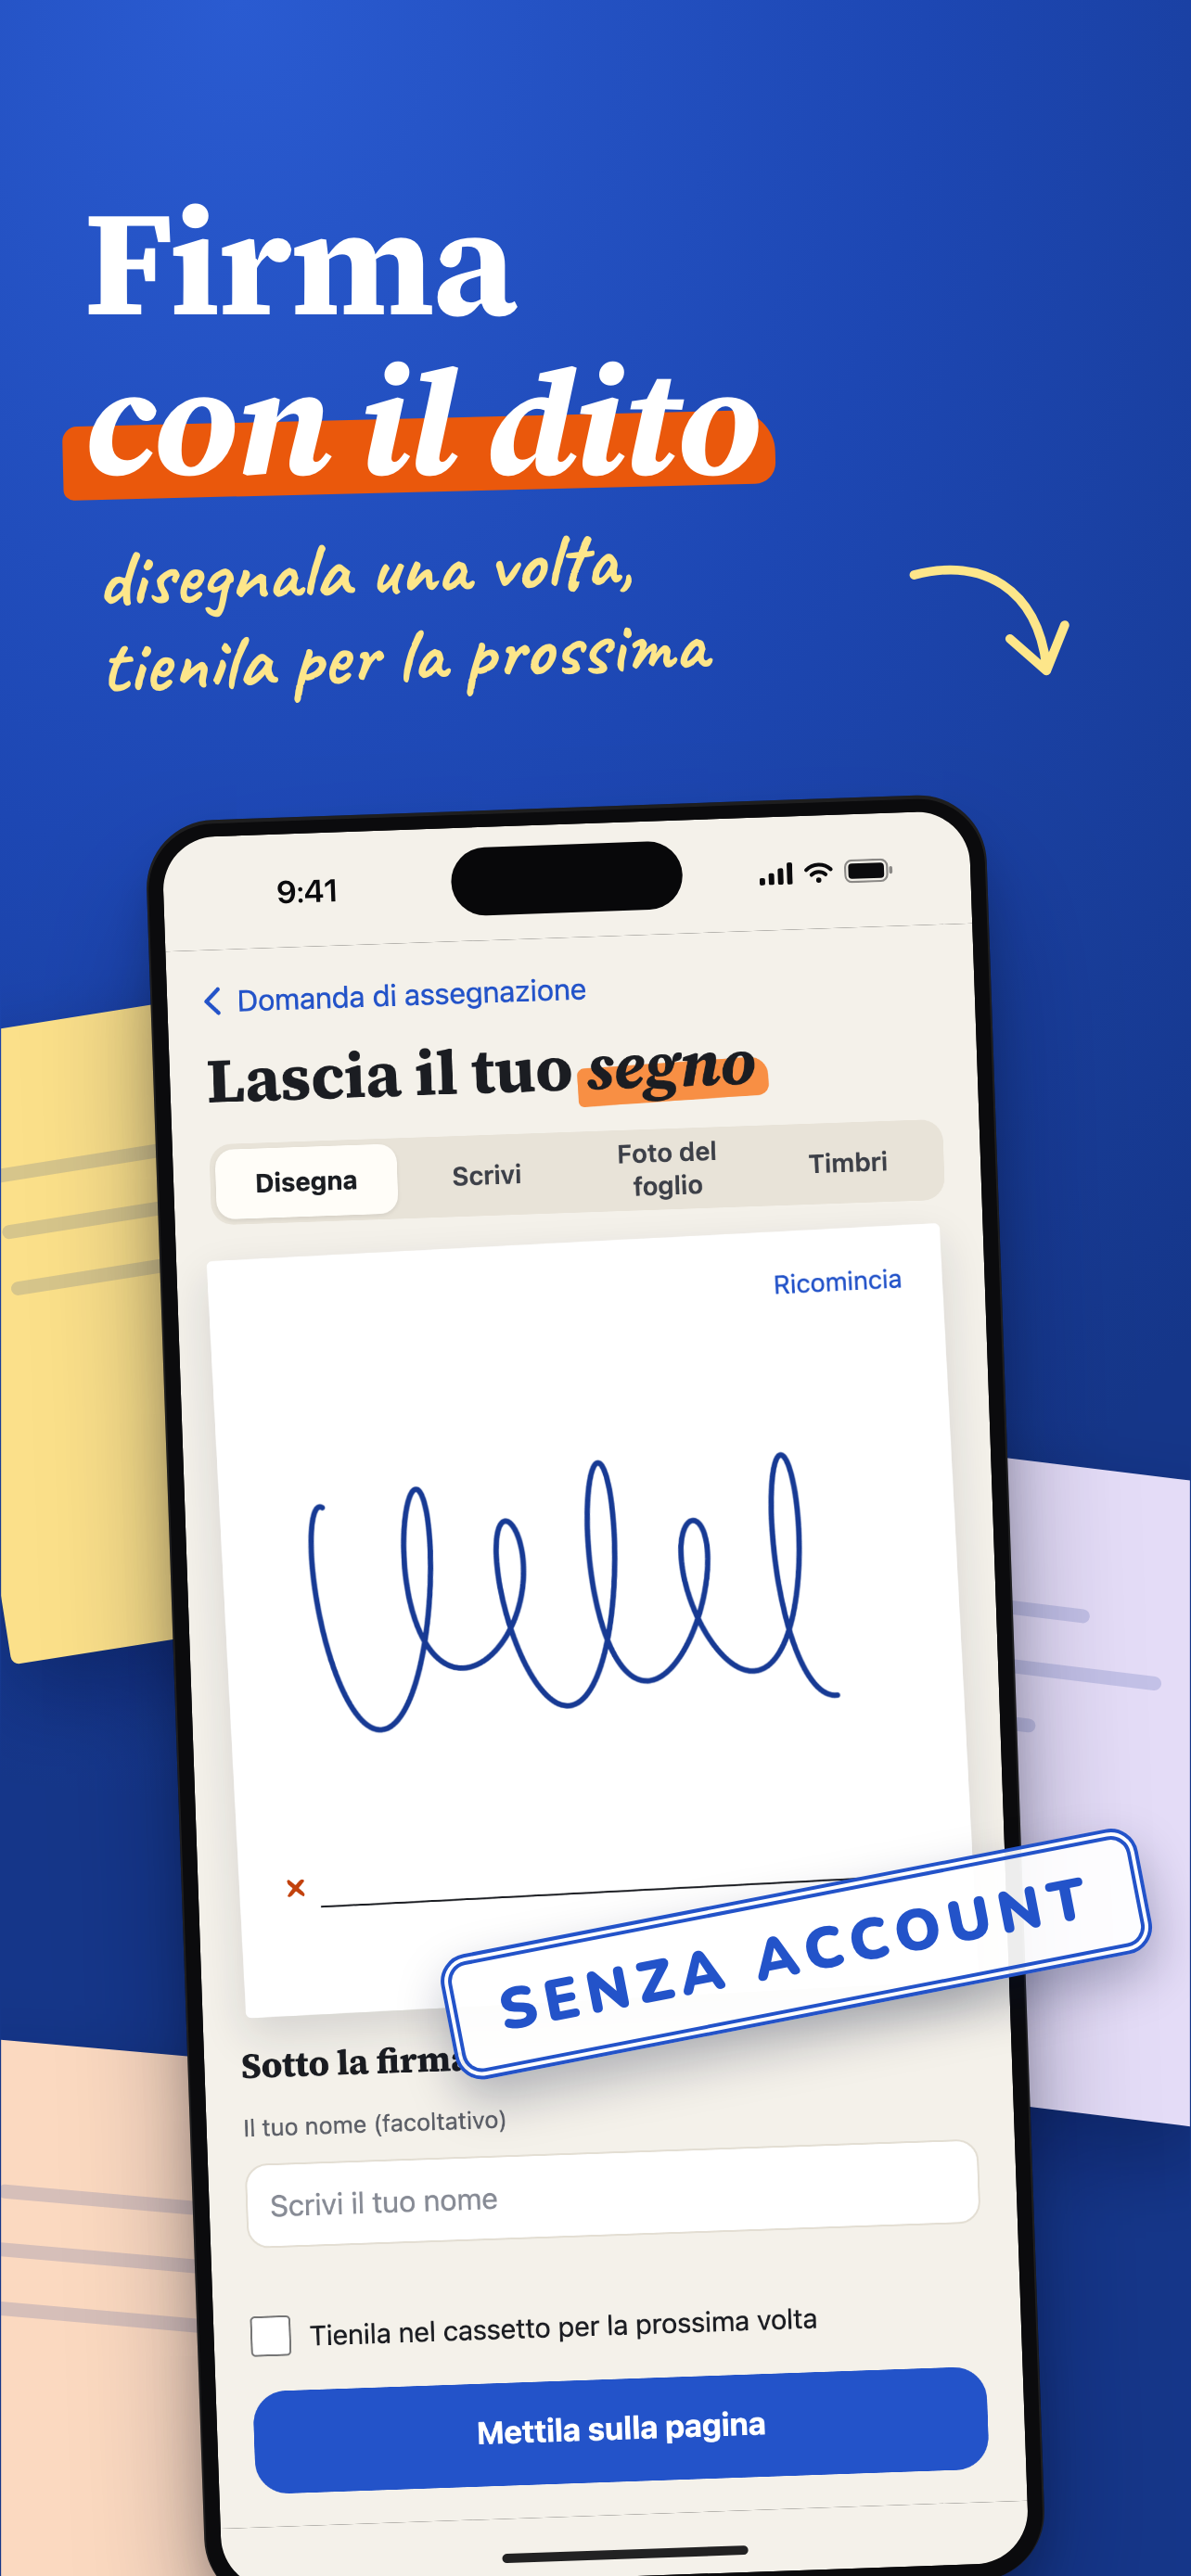 Firma
con il dito
disegnala una volta,
tienila per la prossima
9:41
Domanda di assegnazione
Lascia il tuo segno
Disegna
Scrivi
Foto del
foglio
Timbri
Ricomincia
SENZA ACCOUNT
Sotto la firma
Il tuo nome (facoltativo)
Scrivi il tuo nome
Tienila nel cassetto per la prossima volta
Mettila sulla pagina